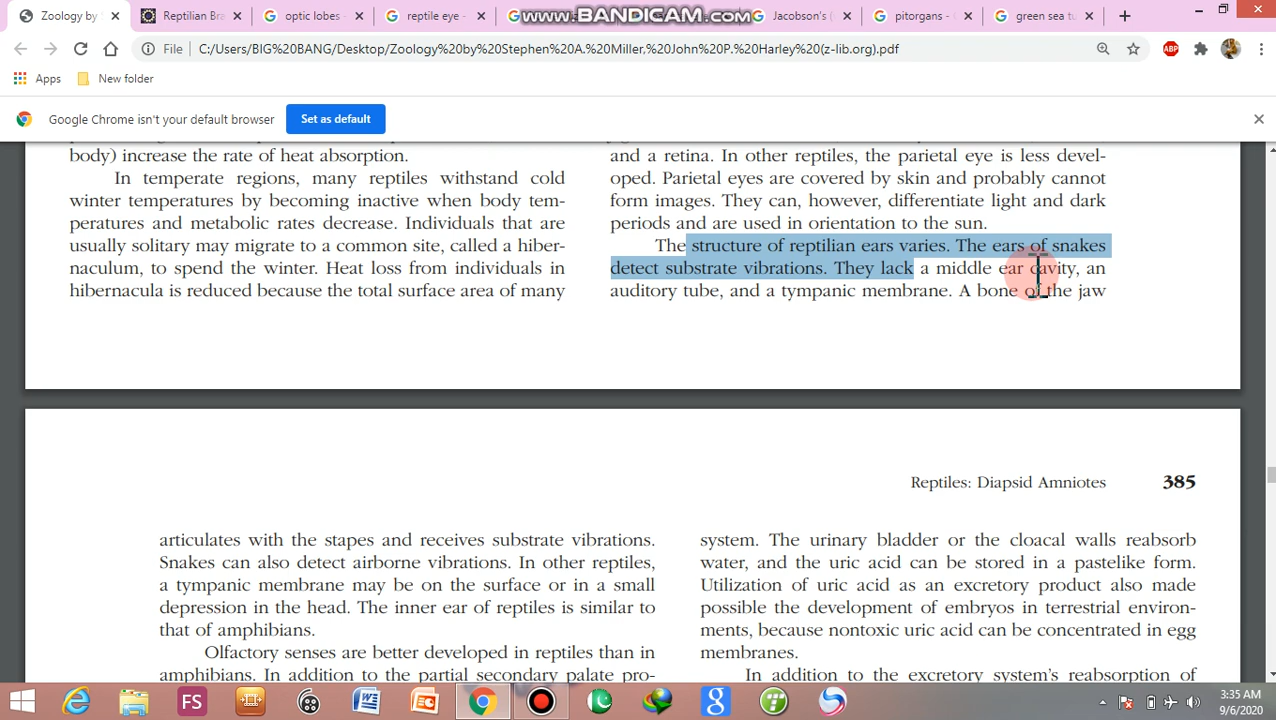 Zoology by
Reptilian Bra
optic lobes
reptile eye -
www.BANDICAM.com
Jacobson's
pitorgans -
green sea tu
File
C:/Users/BIG%20BANG/Desktop/Zoology%20by%20Stephen%20A.%20Miller,%20John%20P.%20Harley%20(z-lib.org).pdf
ABP
Apps
New folder
Google Chrome isn't your default browser
Set as default
body) increase the rate of heat absorption.
In temperate regions, many reptiles withstand cold
winter temperatures by becoming inactive when body tem-
peratures and metabolic rates decrease. Individuals that are
usually solitary may migrate to a common site, called a hiber-
naculum, to spend the winter. Heat loss from individuals in
hibernacula is reduced because the total surface area of many
and a retina. In other reptiles, the parietal eye is less devel-
oped. Parietal eyes are covered by skin and probably cannot
form images. They can, however, differentiate light and dark
periods and are used in orientation to the sun.
The structure of reptilian ears varies. The ears of snakes
detect substrate vibrations. They lack a middle ear cavity, an
auditory tube, and a tympanic membrane. A bone of the jaw
Reptiles: Diapsid Amniotes 385
articulates with the stapes and receives substrate vibrations.
Snakes can also detect airborne vibrations. In other reptiles,
a tympanic membrane may be on the surface or in a small
depression in the head. The inner ear of reptiles is similar to
that of amphibians.
Olfactory senses are better developed in reptiles than in
amphibians. In addition to the partial secondary palate pro-
system. The urinary bladder or the cloacal walls reabsorb
water, and the uric acid can be stored in a pastelike form.
Utilization of uric acid as an excretory product also made
possible the development of embryos in terrestrial environ-
ments, because nontoxic uric acid can be concentrated in egg
membranes.
In addition to the excretory system's reabsorption of
FS
3:35 AM
9/6/2020